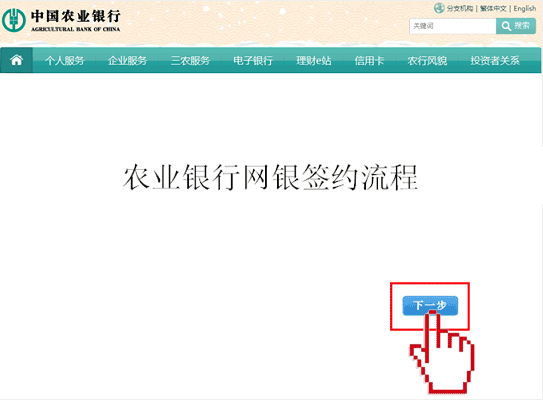 中国农业银行
AGRICULTURAL BANK OF CHINA
分支机构 | 繁体中文 | English
关键词
搜索
个人服务 企业服务 三农服务 电子银行 理财e站 信用卡 农行风貌 投资者关系
农业银行网银签约流程
下一步